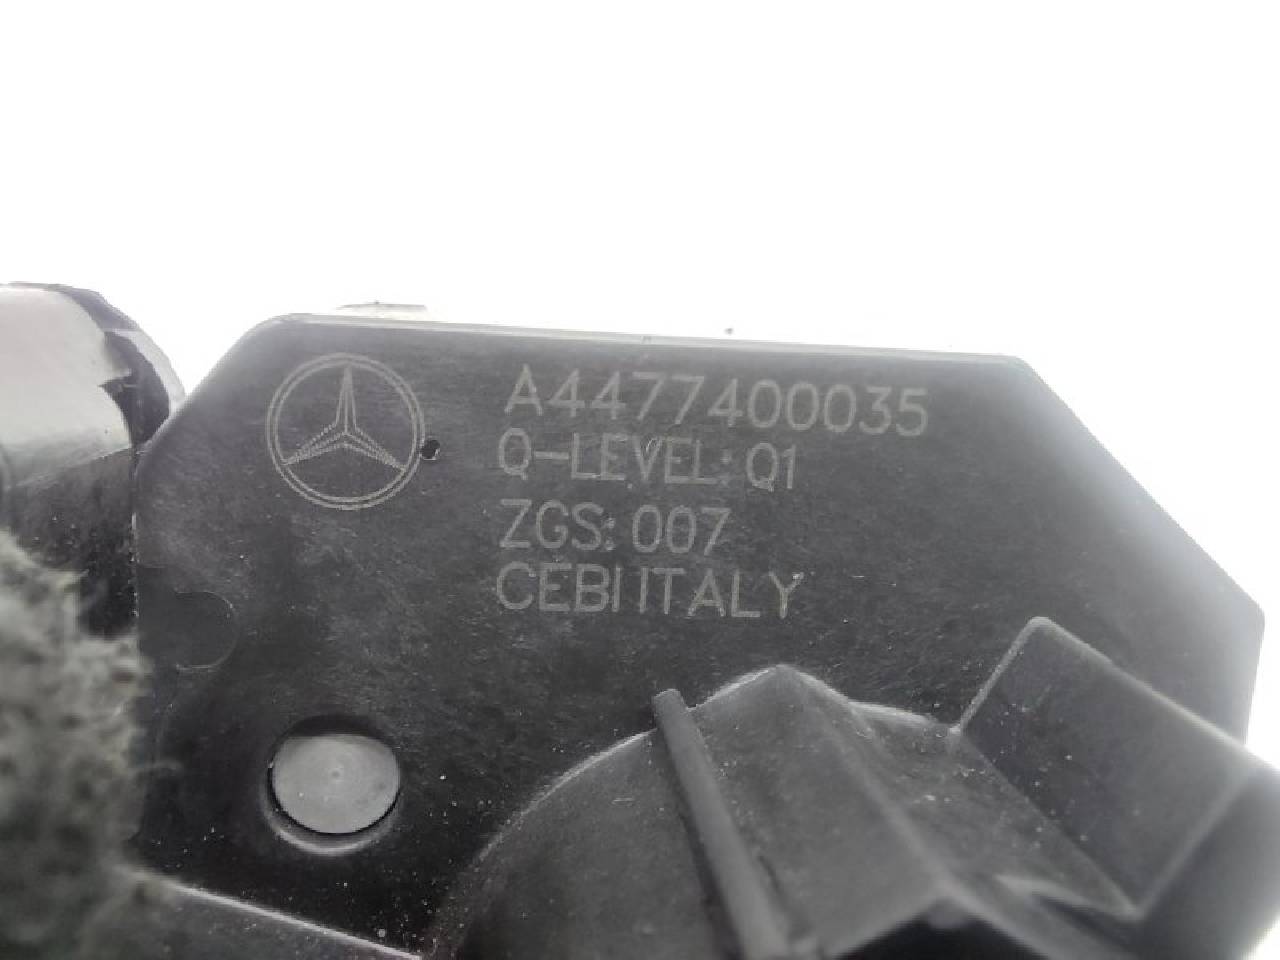 A4477400035
Q-LEVEL: Q1
ZGS: 007
CEBI ITALY